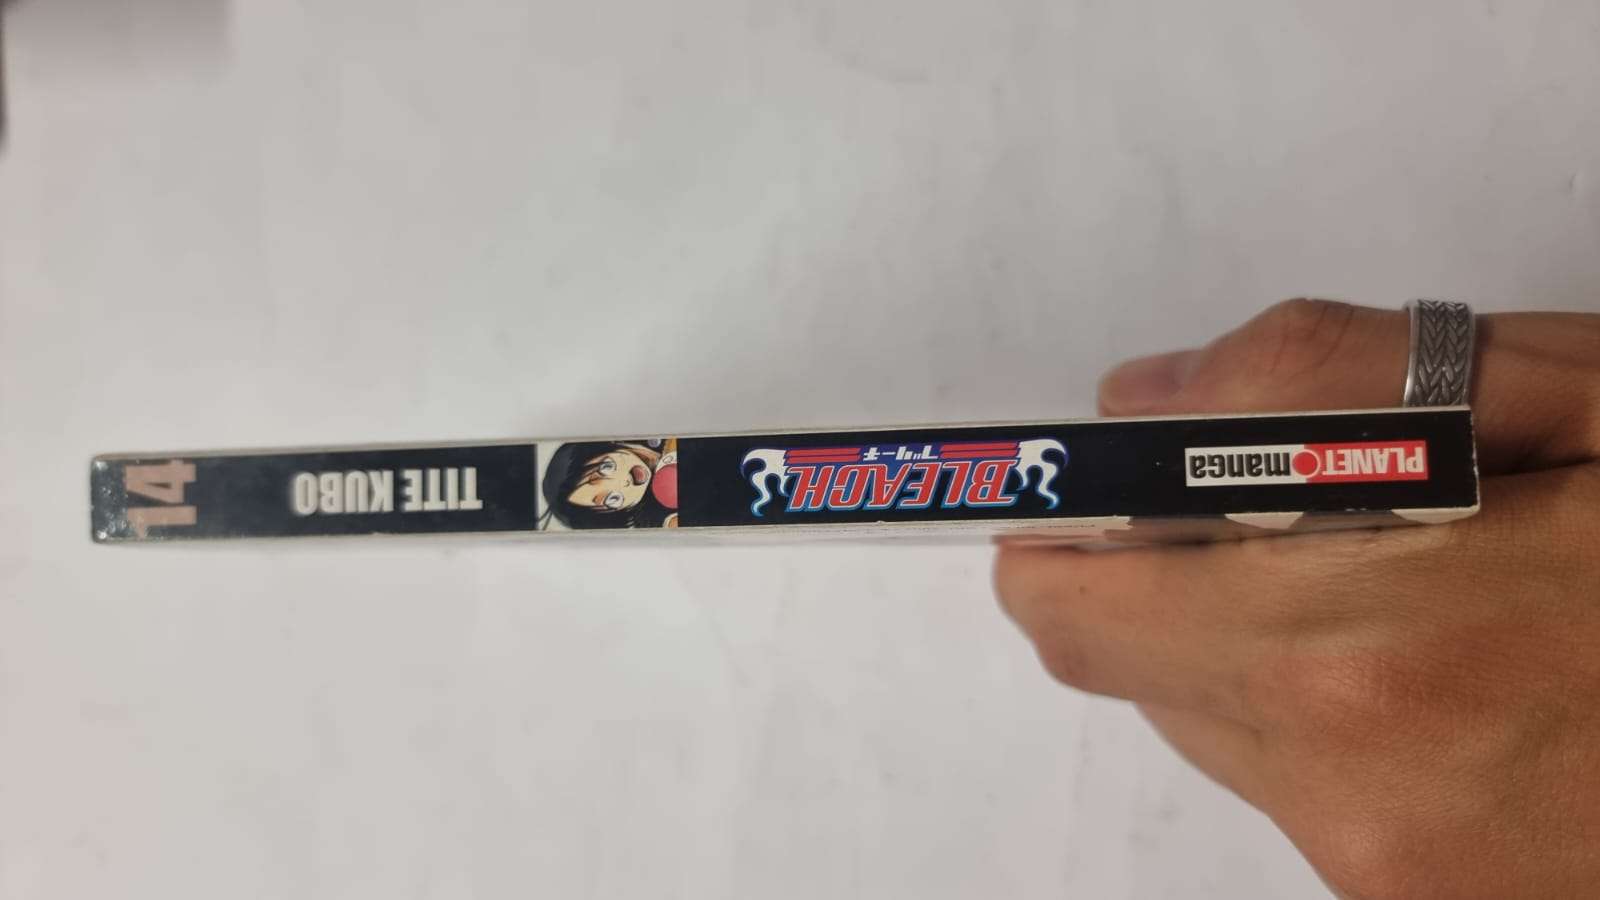 PLANET manga
BLEACH
ブリーチ
TITE KUBO
14